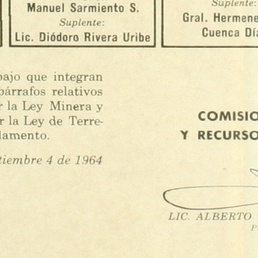 Manuel Sarmiento S.
Suplente:
Lic. Diódoro Rivera Uribe
Suplente:
Gral. Hermene
Cuenca Día
bajo que integran
párrafos relativos
r la Ley Minera y
r la Ley de Terre-
lamento.
tiembre 4 de 1964
COMISIO
Y RECURSO
LIC. ALBERTO
P